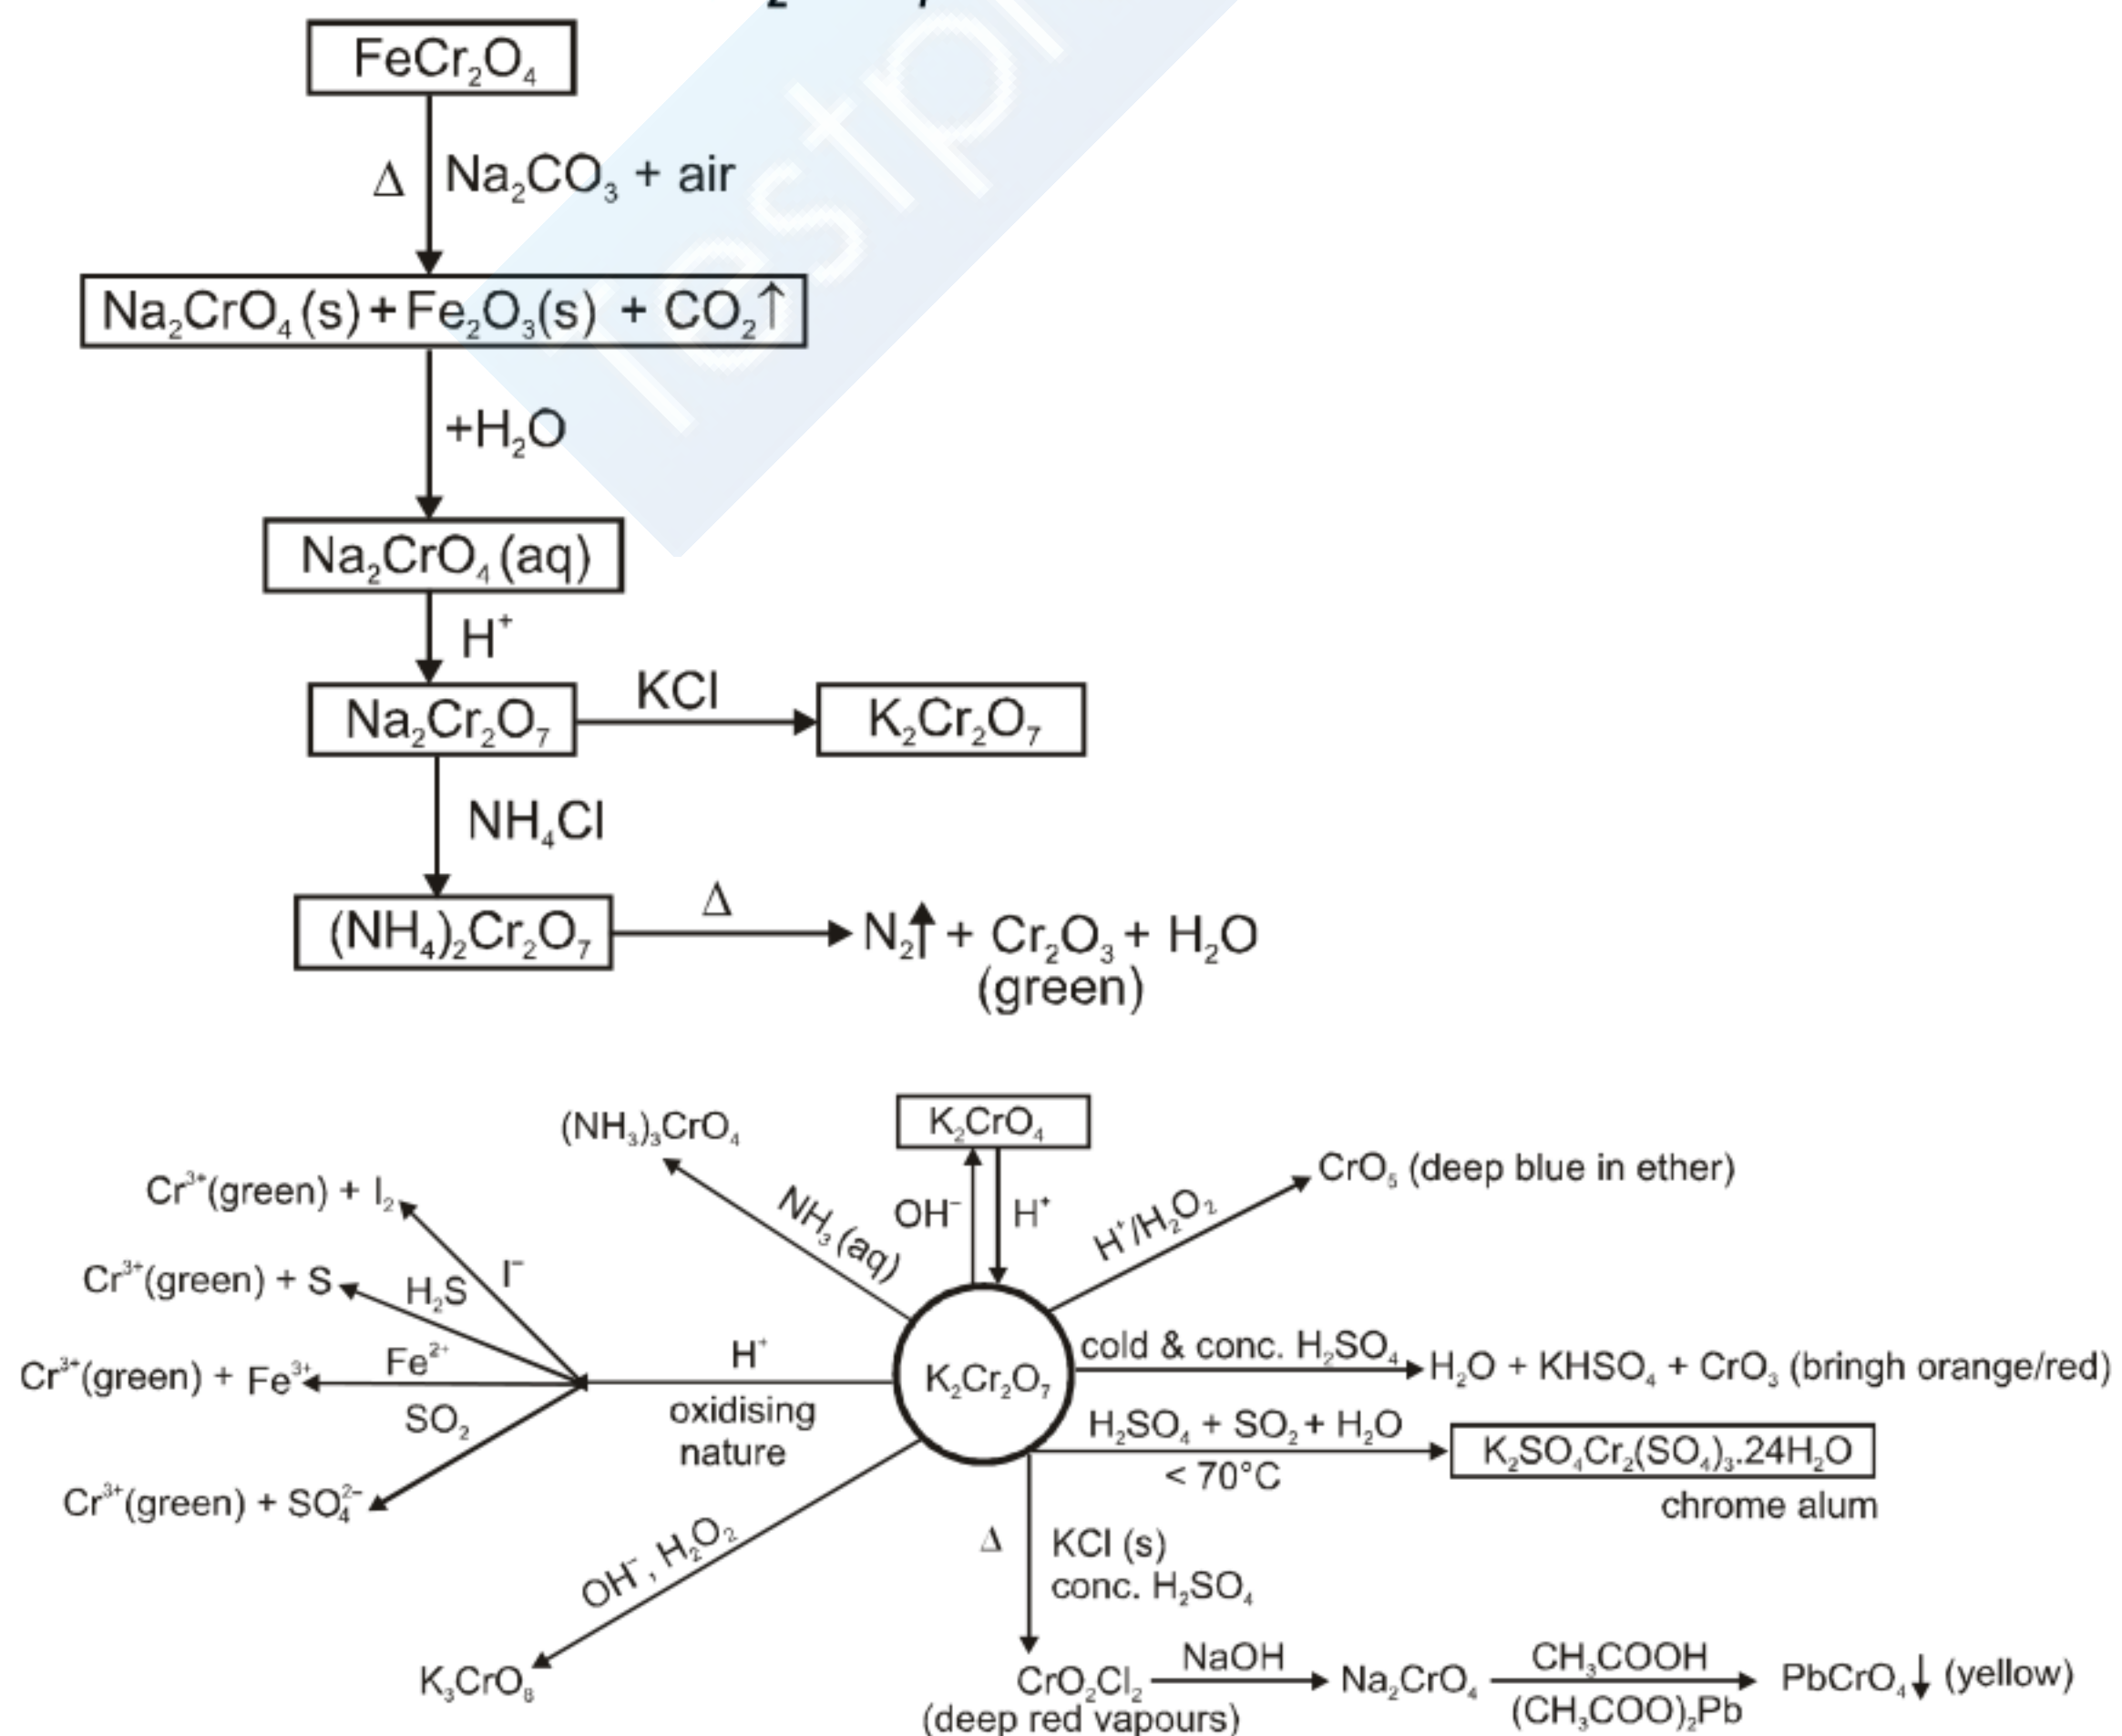 FeCr₂O₄
Δ Na₂CO₃ + air
Na₂CrO₄ (s) + Fe₂O₃(s) + CO₂↑
+H₂O
Na₂CrO₄ (aq)
H⁺
Na₂Cr₂O₇ KCl K₂Cr₂O₇
NH₄Cl
(NH₄)₂Cr₂O₇ Δ N₂↑ + Cr₂O₃ + H₂O
(green)
Testpr
K₂CrO₄
OH⁻ H⁺
(NH₃)₃CrO₄
NH₃ (aq)
CrO₅ (deep blue in ether)
H⁺/H₂O₂
Cr³⁺(green) + I₂
I⁻
Cr³⁺(green) + S
H₂S
Cr³⁺(green) + Fe³⁺
Fe²⁺
SO₂
Cr³⁺(green) + SO₄²⁻
H⁺
oxidising
nature
K₂Cr₂O₇
cold & conc. H₂SO₄
H₂O + KHSO₄ + CrO₃ (bringh orange/red)
H₂SO₄ + SO₂ + H₂O
< 70°C
K₂SO₄Cr₂(SO₄)₃.24H₂O
chrome alum
OH⁻, H₂O₂
K₃CrO₈
Δ KCl (s)
conc. H₂SO₄
CrO₂Cl₂ NaOH Na₂CrO₄ CH₃COOH PbCrO₄↓ (yellow)
(deep red vapours) (CH₃COO)₂Pb